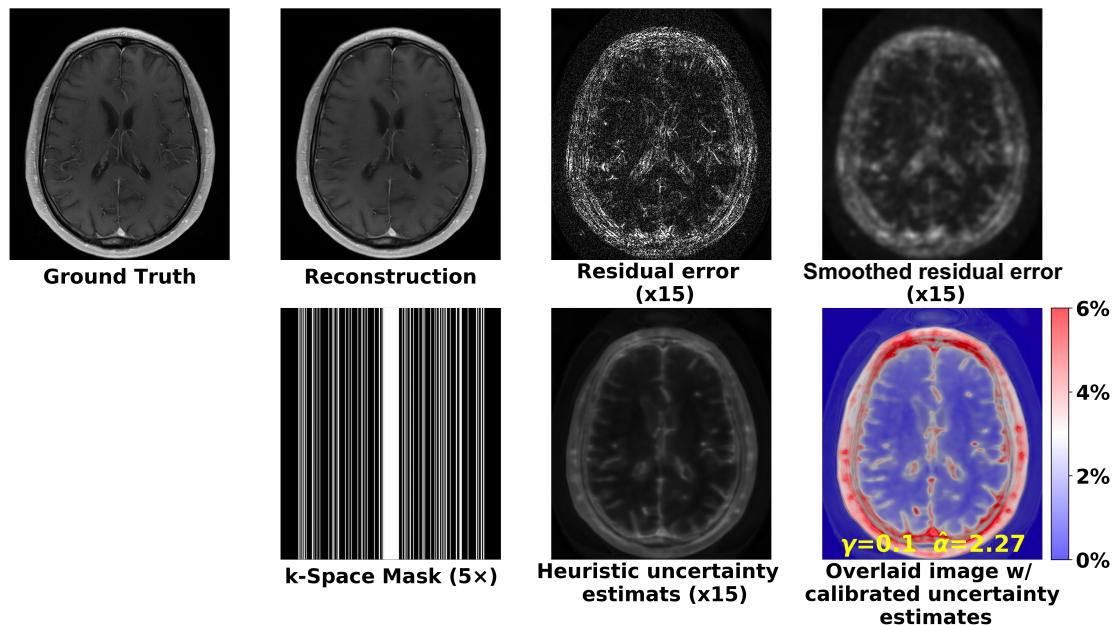 Ground Truth
Reconstruction
Residual error
(x15)
Smoothed residual error
(x15)
k-Space Mask (5×)
Heuristic uncertainty
estimats (x15)
γ=0.1 α̂=2.27
Overlaid image w/
calibrated uncertainty
estimates
6%
4%
2%
0%